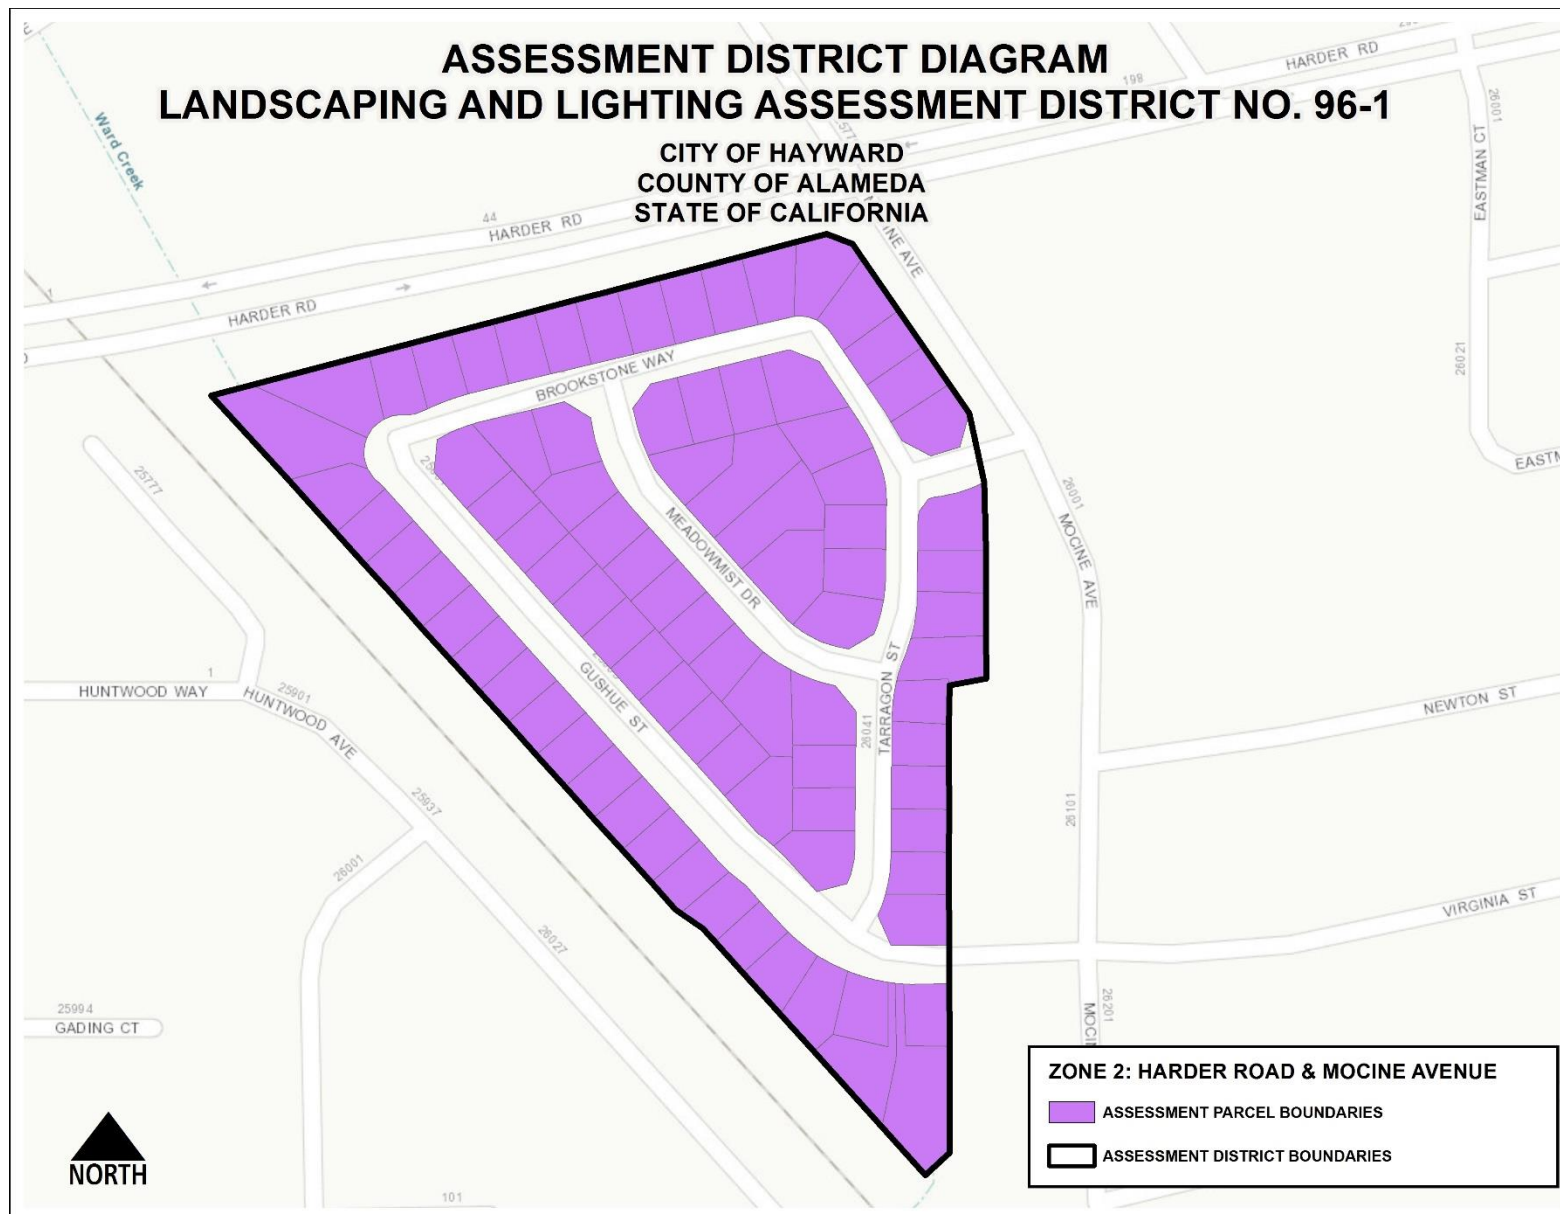 ASSESSMENT DISTRICT DIAGRAM
LANDSCAPING AND LIGHTING ASSESSMENT DISTRICT NO. 96-1
CITY OF HAYWARD
COUNTY OF ALAMEDA
STATE OF CALIFORNIA
HARDER RD
198
26001
Ward Creek
EASTMAN CT
44
HARDER RD
1
HARDER RD
26021
BROOKSTONE WAY
25777
26001
MEADOWMIST DR
MOCINE AVE
TARRAGON ST
GUSHUE ST
1
HUNTWOOD WAY
25901
HUNTWOOD AVE
26041
NEWTON ST
25937
26101
26001
VIRGINIA ST
26027
25994
GADING CT
26201
101
ZONE 2: HARDER ROAD & MOCINE AVENUE
ASSESSMENT PARCEL BOUNDARIES
ASSESSMENT DISTRICT BOUNDARIES
NORTH